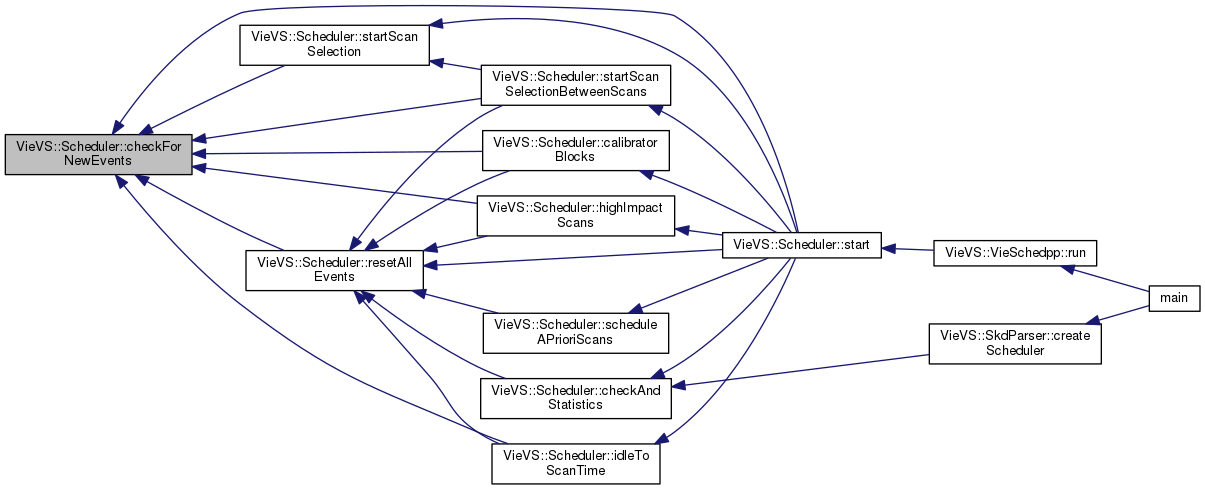 VieVS::Scheduler::checkFor
NewEvents
VieVS::Scheduler::startScan
Selection
VieVS::Scheduler::startScan
SelectionBetweenScans
VieVS::Scheduler::calibrator
Blocks
VieVS::Scheduler::highImpact
Scans
VieVS::Scheduler::resetAll
Events
VieVS::Scheduler::schedule
APrioriScans
VieVS::Scheduler::checkAnd
Statistics
VieVS::Scheduler::idleTo
ScanTime
VieVS::Scheduler::start
VieVS::VieSchedpp::run
VieVS::SkdParser::create
Scheduler
main